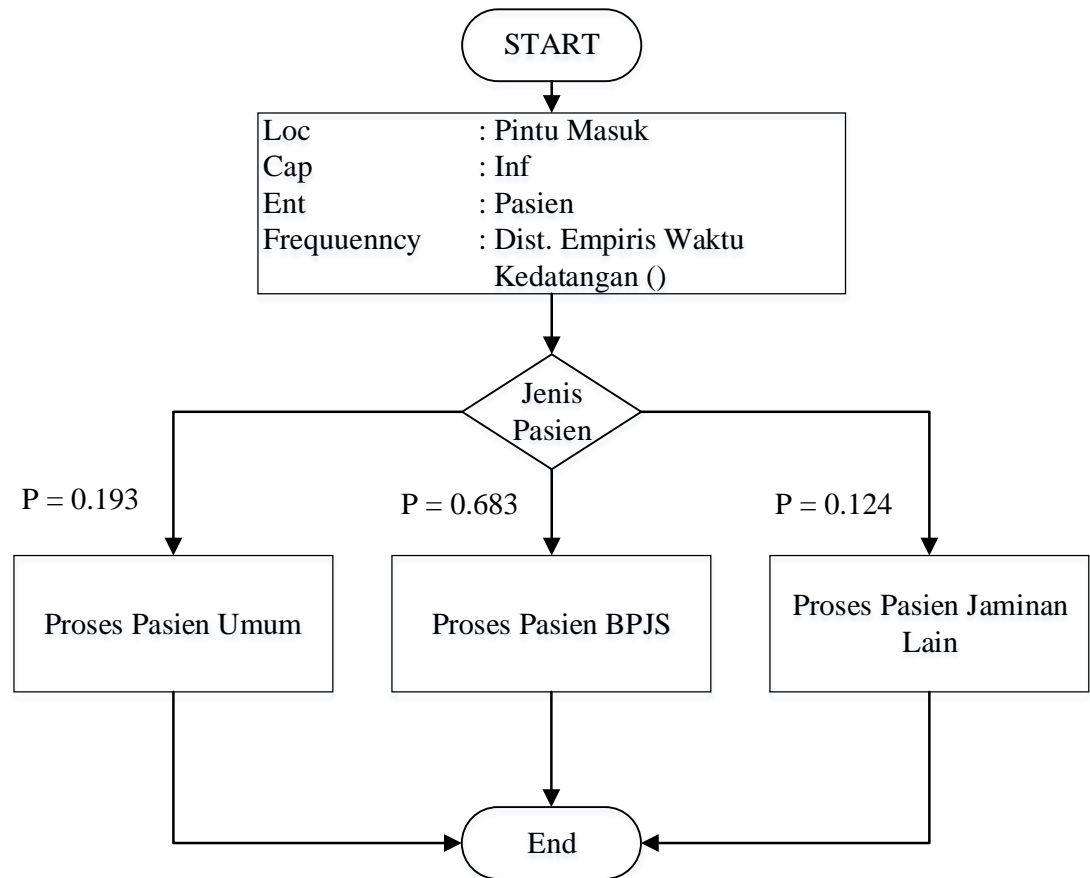 START
Loc : Pintu Masuk
Cap : Inf
Ent : Pasien
Frequuenncy : Dist. Empiris Waktu
Kedatangan ()
Jenis
Pasien
P = 0.193
P = 0.683
P = 0.124
Proses Pasien Umum
Proses Pasien BPJS
Proses Pasien Jaminan
Lain
End